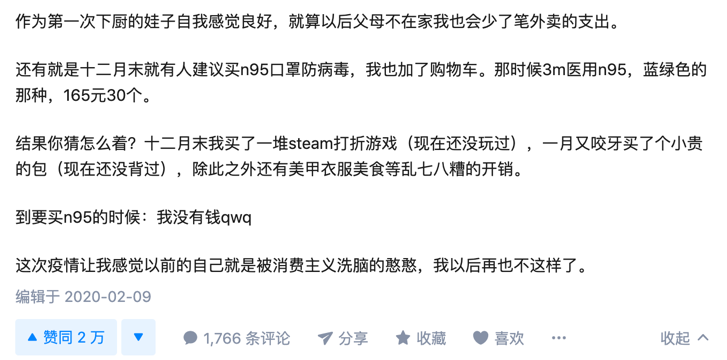 作为第一次下厨的娃子自我感觉良好，就算以后父母不在家我也会少了笔外卖的支出。
还有就是十二月末就有人建议买n95口罩防病毒，我也加了购物车。那时候3m医用n95，蓝绿色的
那种，165元30个。
结果你猜怎么着？十二月末我买了一堆steam打折游戏（现在还没玩过），一月又咬牙买了个小贵
的包（现在还没背过），除此之外还有美甲衣服美食等乱七八糟的开销。
到要买n95的时候：我没有钱qwq
这次疫情让我感觉以前的自己就是被消费主义洗脑的憨憨，我以后再也不这样了。
编辑于 2020-02-09
赞同 2 万 1,766 条评论 分享 收藏 喜欢 收起